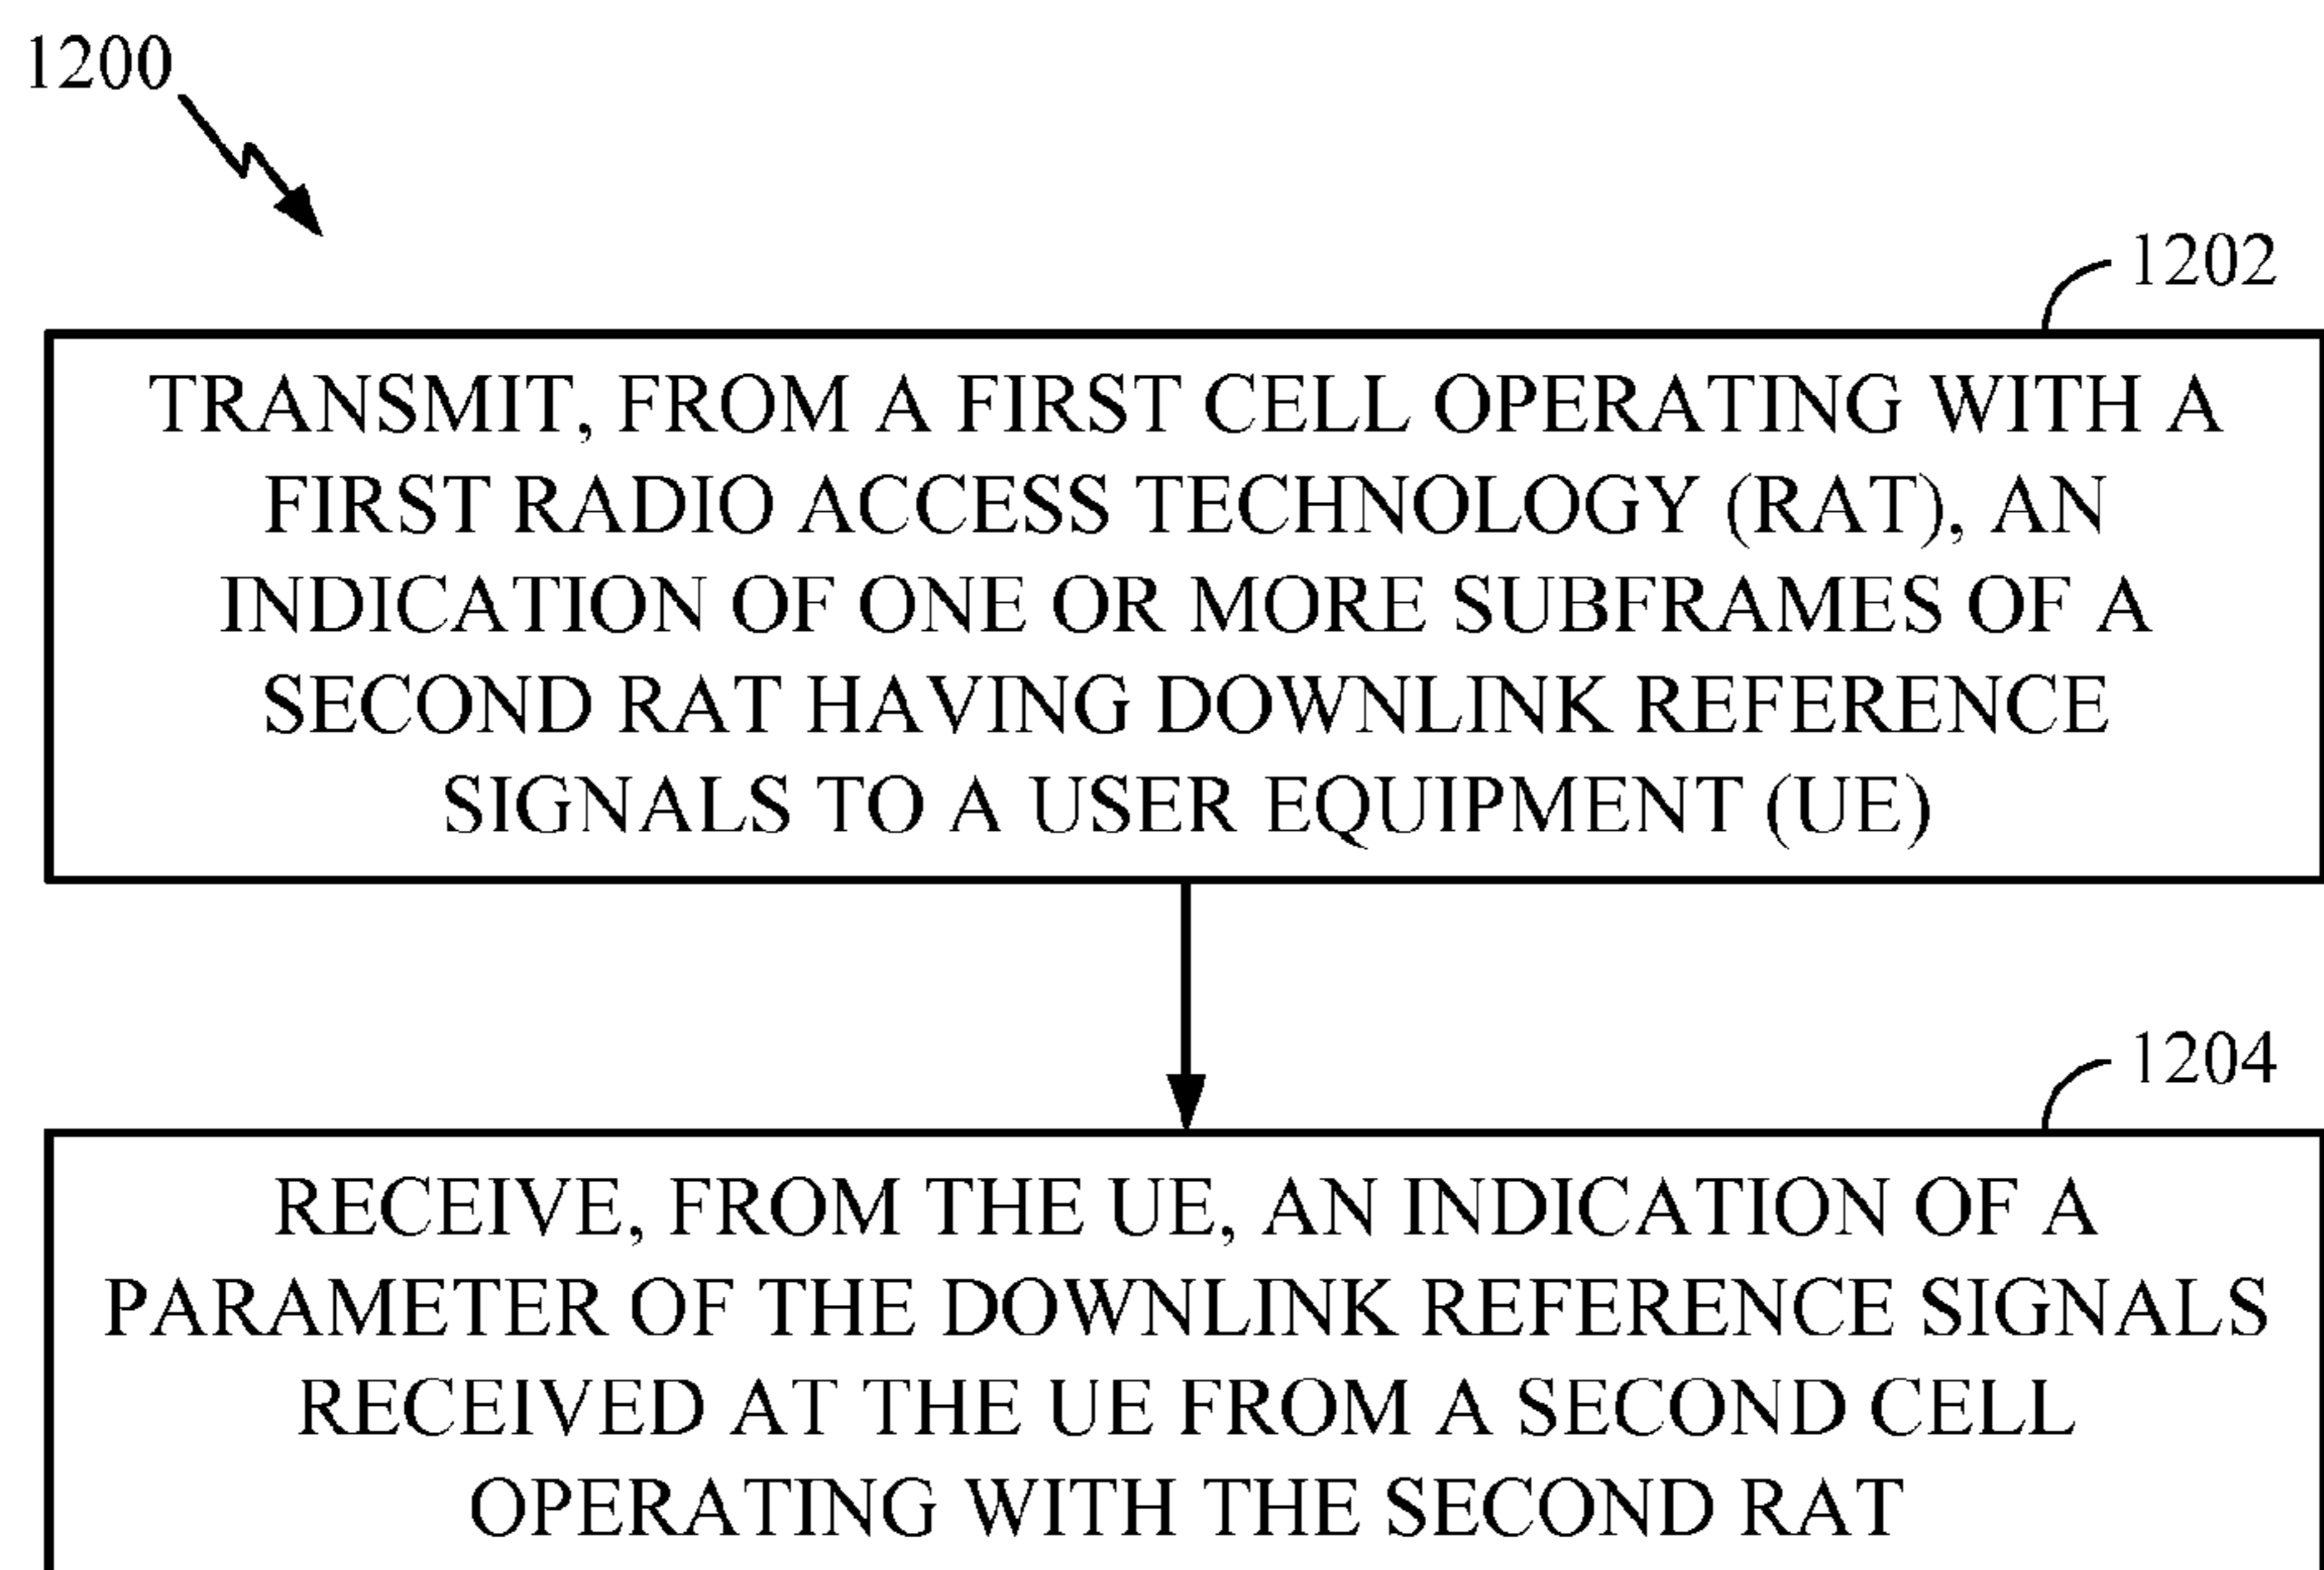 1200
1202
TRANSMIT, FROM A FIRST CELL OPERATING WITH A
FIRST RADIO ACCESS TECHNOLOGY (RAT), AN
INDICATION OF ONE OR MORE SUBFRAMES OF A
SECOND RAT HAVING DOWNLINK REFERENCE
SIGNALS TO A USER EQUIPMENT (UE)
1204
RECEIVE, FROM THE UE, AN INDICATION OF A
PARAMETER OF THE DOWNLINK REFERENCE SIGNALS
RECEIVED AT THE UE FROM A SECOND CELL
OPERATING WITH THE SECOND RAT